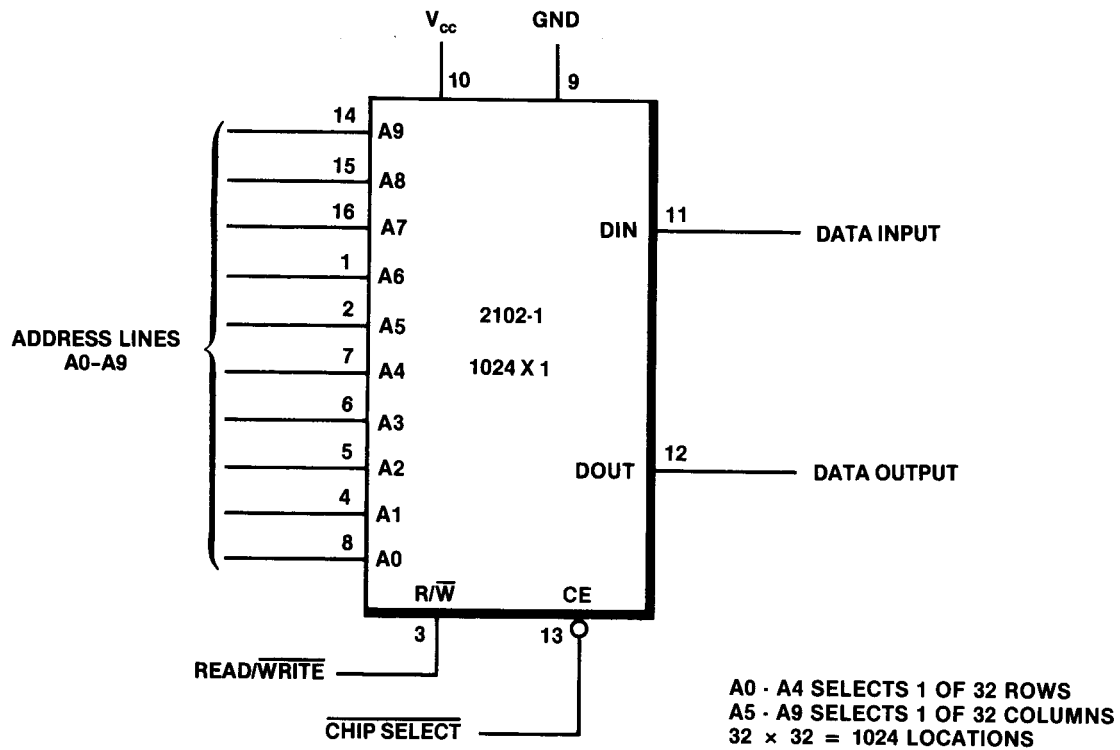 Vcc
GND
10
9
14
A9
15
A8
16
A7
1
A6
2
A5
7
A4
6
A3
5
A2
4
A1
8
A0
ADDRESS LINES
A0–A9
DIN
11
DATA INPUT
2102-1
1024 X 1
DOUT
12
DATA OUTPUT
R/W̅
CE
3
13
READ/W̅R̅I̅T̅E̅
C̅H̅I̅P̅ S̅E̅L̅E̅C̅T̅
A0 - A4 SELECTS 1 OF 32 ROWS
A5 - A9 SELECTS 1 OF 32 COLUMNS
32 × 32 = 1024 LOCATIONS